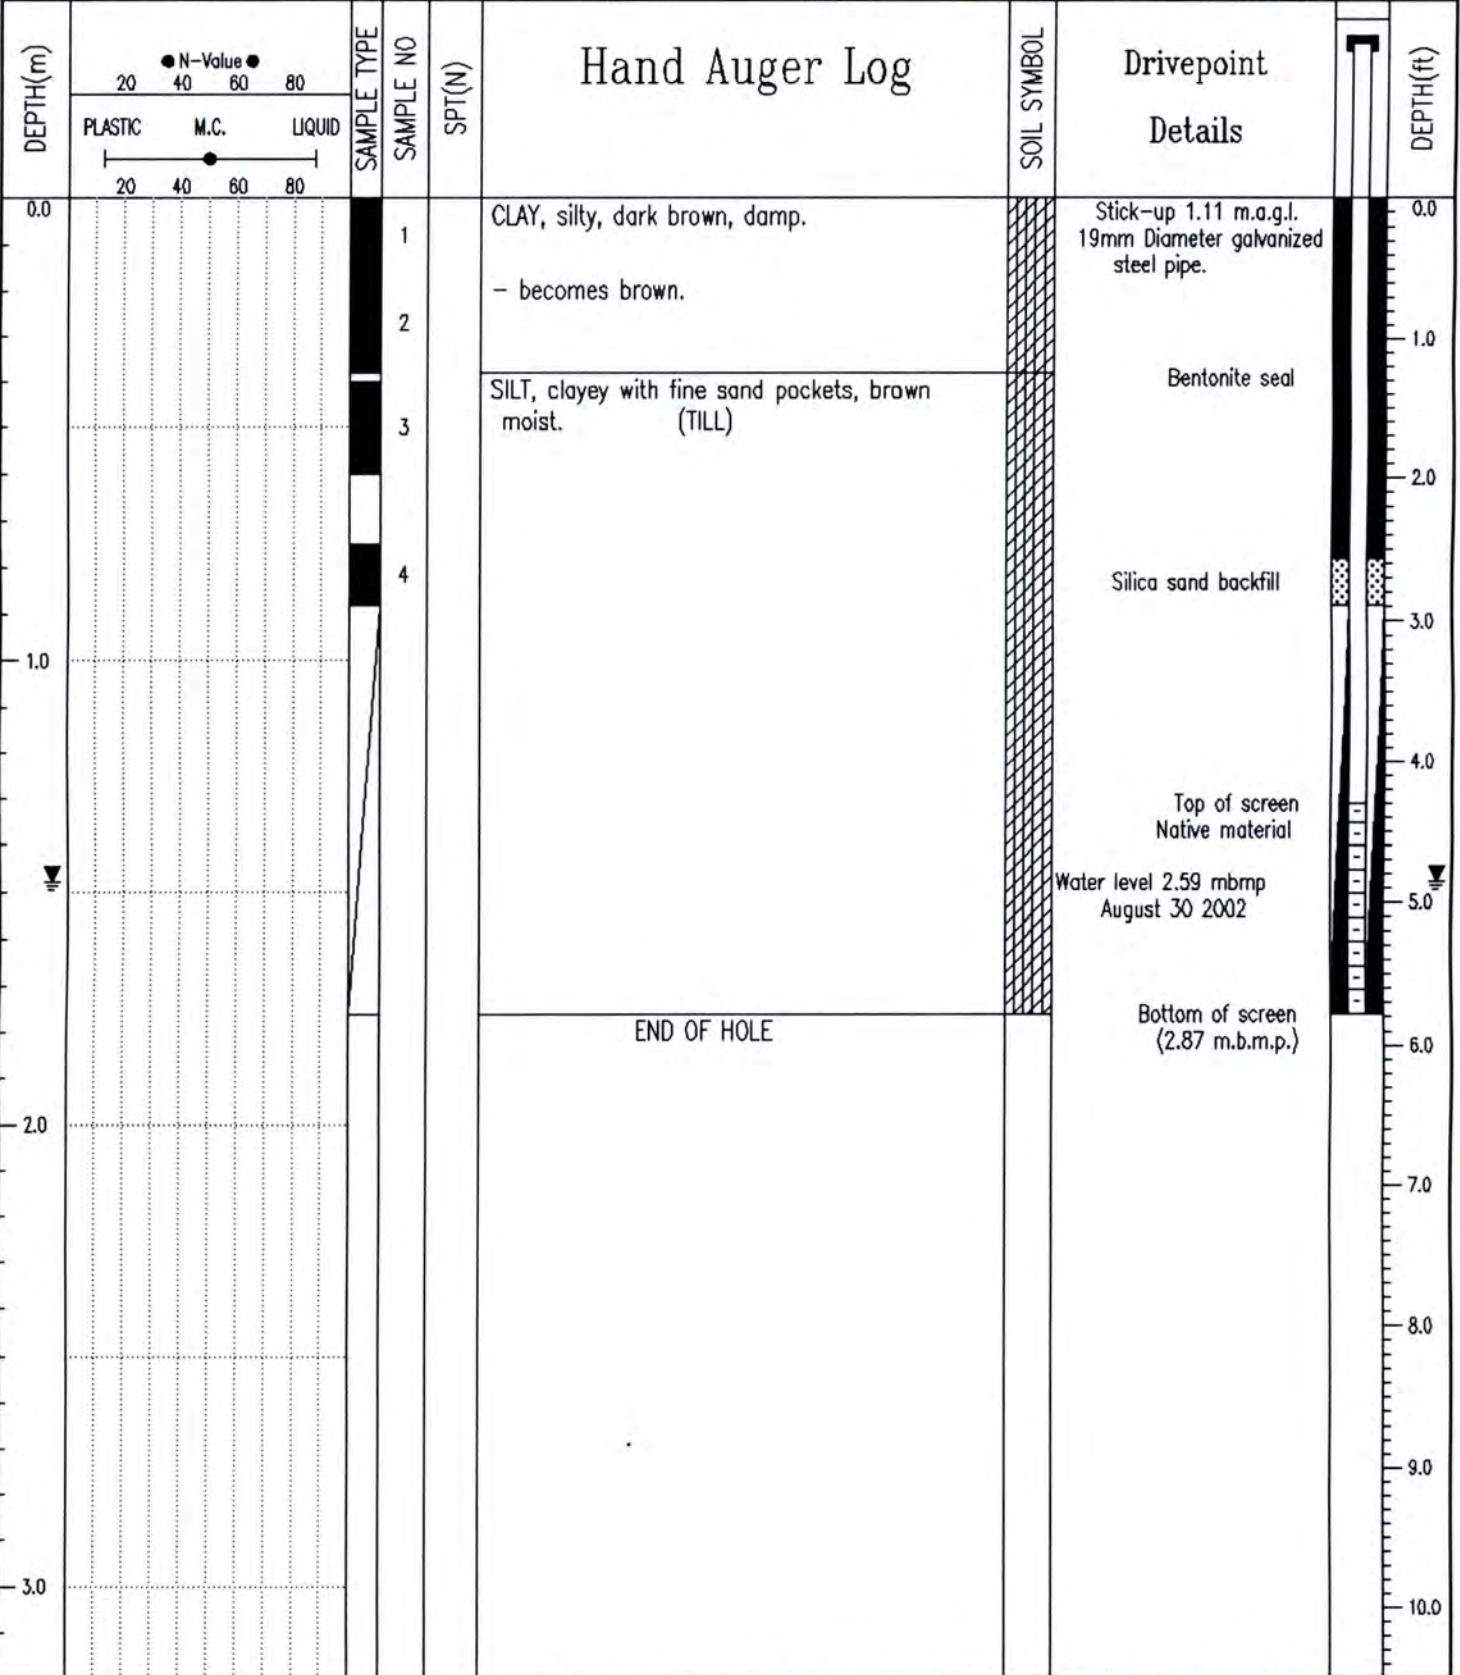 DEPTH(m)
● N-Value ●
20 40 60 80
PLASTIC M.C. LIQUID
20 40 60 80
SAMPLE TYPE
SAMPLE NO
SPT(N)
Hand Auger Log
SOIL SYMBOL
Drivepoint
Details
DEPTH(ft)
0.0
1.0
2.0
3.0
1
2
3
4
CLAY, silty, dark brown, damp.
- becomes brown.
SILT, clayey with fine sand pockets, brown
moist. (TILL)
END OF HOLE
Stick-up 1.11 m.a.g.l.
19mm Diameter galvanized
steel pipe.
Bentonite seal
Silica sand backfill
Top of screen
Native material
Water level 2.59 mbmp
August 30 2002
Bottom of screen
(2.87 m.b.m.p.)
0.0
1.0
2.0
3.0
4.0
5.0
6.0
7.0
8.0
9.0
10.0